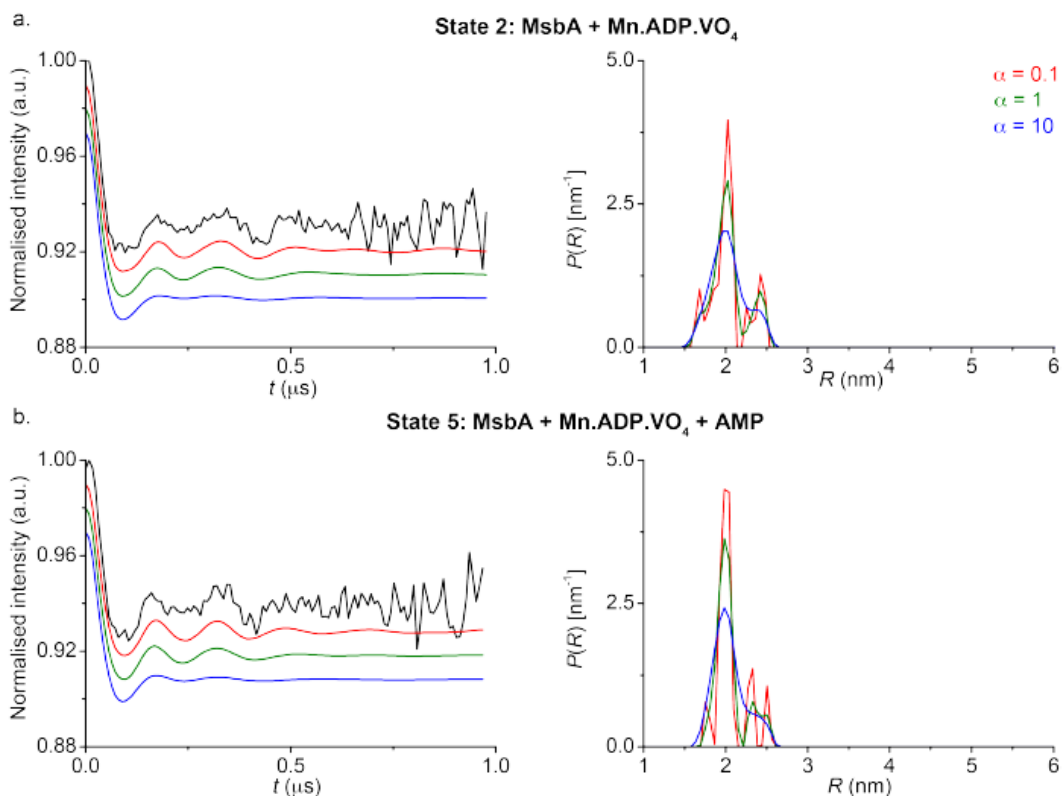 a.
State 2: MsbA + Mn.ADP.VO₄
Normalised intensity (a.u.)
1.00
0.96
0.92
0.88
0.0
0.5
1.0
t (μs)
P(R) [nm⁻¹]
5.0
2.5
0.0
1
2
3
4
5
6
R (nm)
α = 0.1
α = 1
α = 10
b.
State 5: MsbA + Mn.ADP.VO₄ + AMP
Normalised intensity (a.u.)
1.00
0.96
0.92
0.88
0.0
0.5
1.0
t (μs)
P(R) [nm⁻¹]
5.0
2.5
0.0
1
2
3
4
5
6
R (nm)